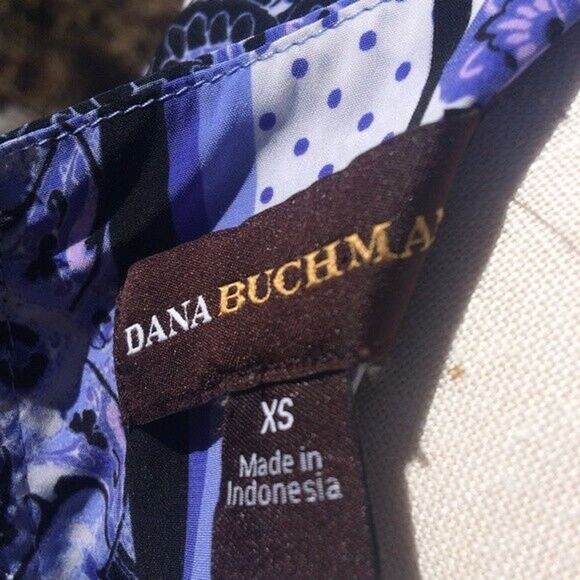 DANA BUCHMA
XS
Made in
Indonesia